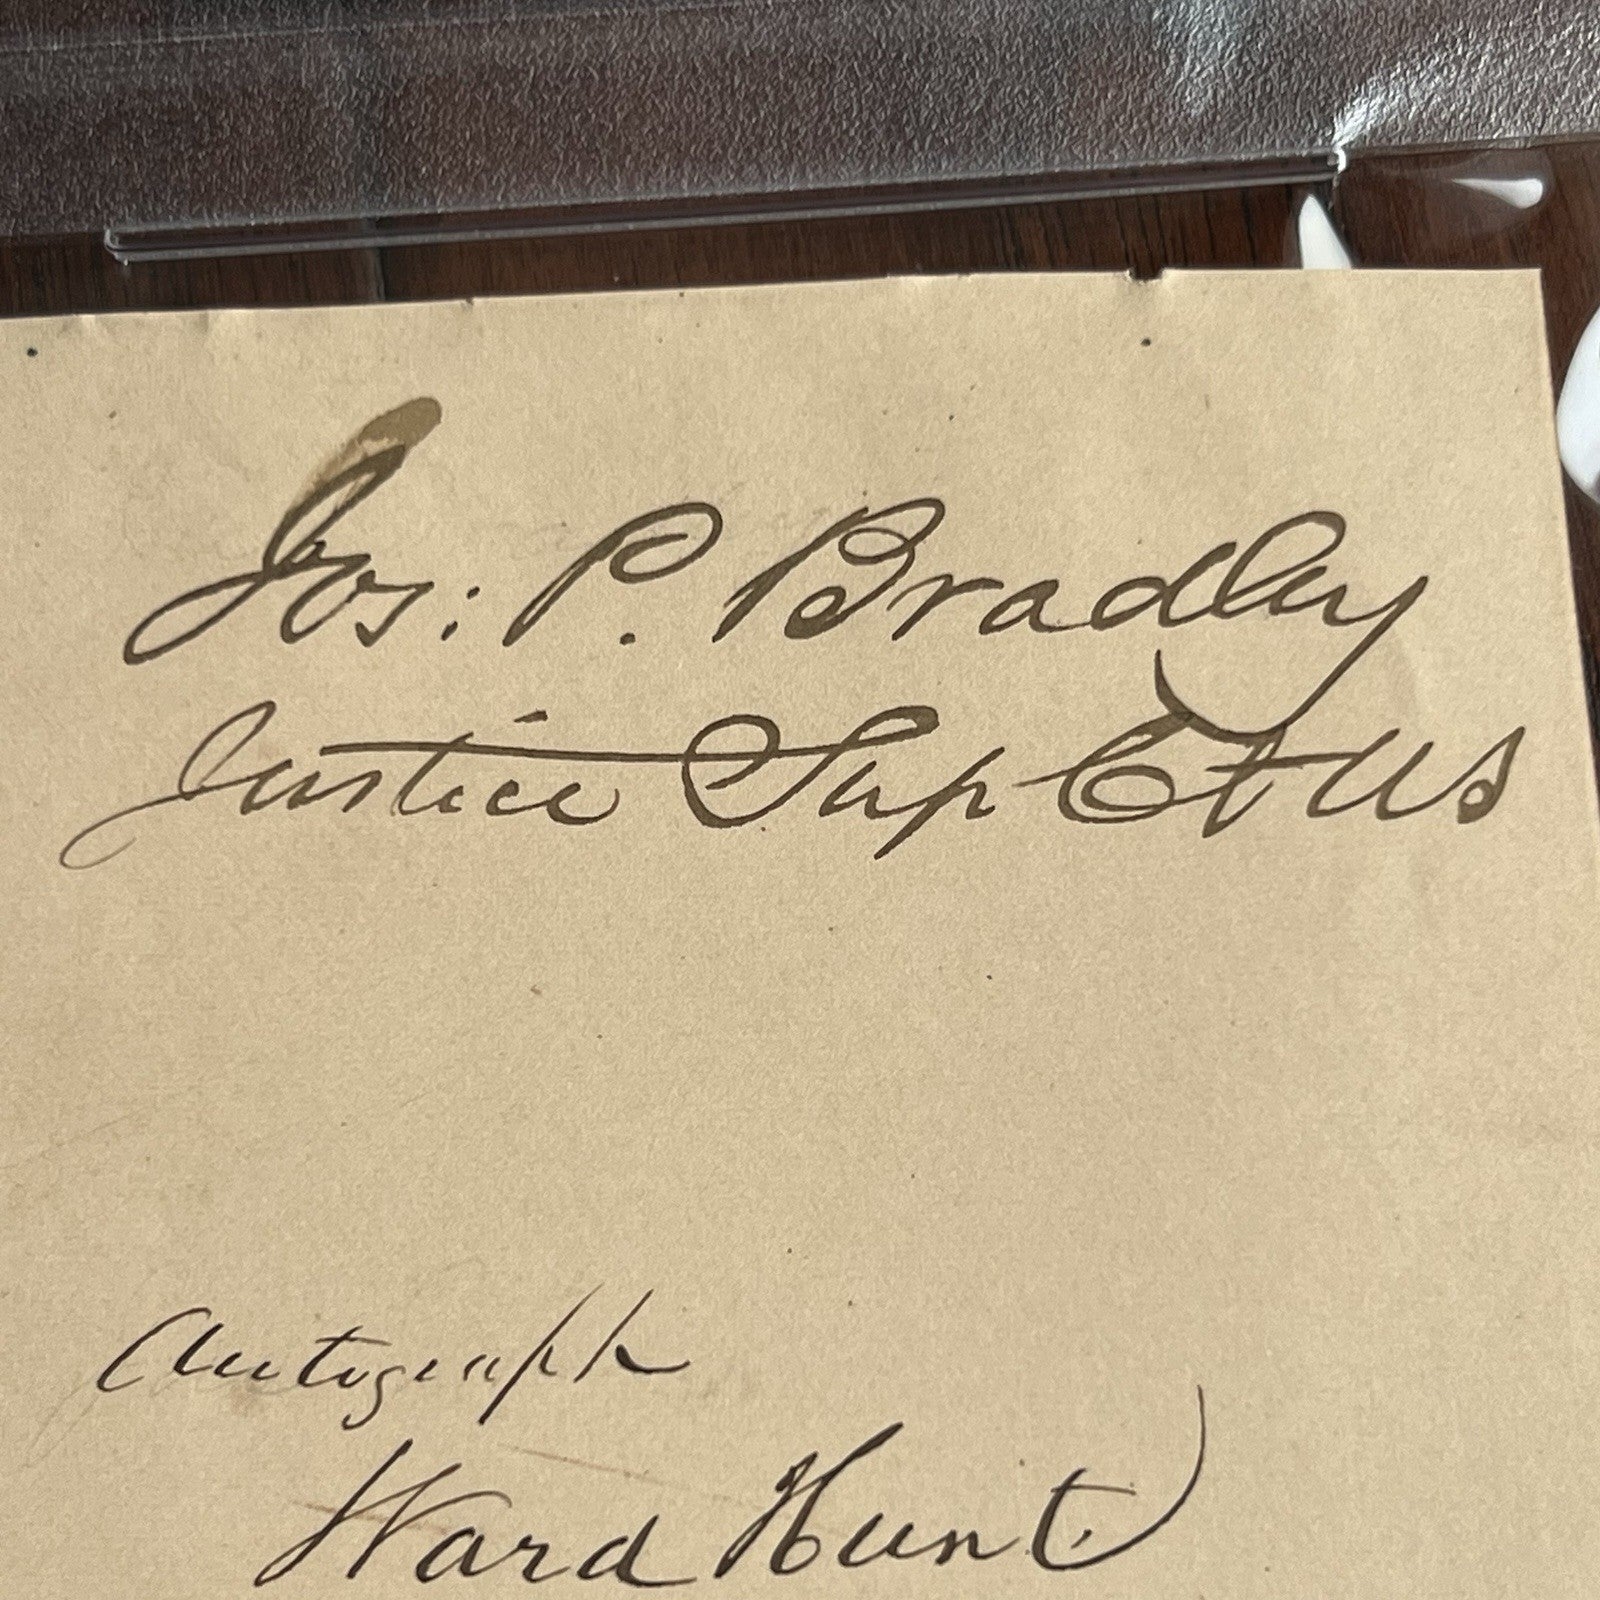 Jos: P. Bradley
Justice Sup Ct US
Autograph
Ward Hunt